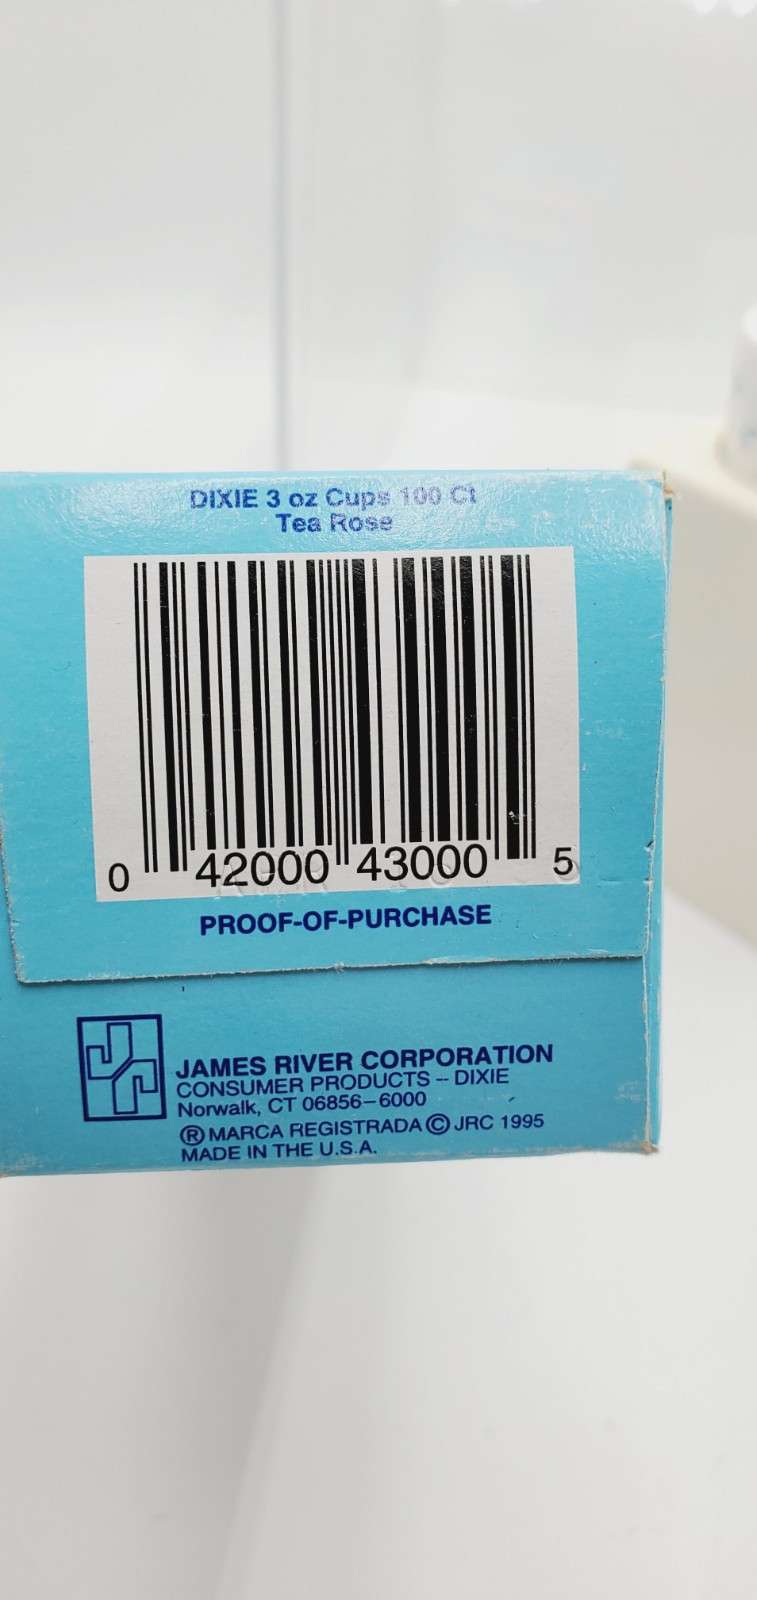 DIXIE 3 oz Cups 100 Ct
Tea Rose
0 42000 43000 5
PROOF-OF-PURCHASE
JAMES RIVER CORPORATION
CONSUMER PRODUCTS -- DIXIE
Norwalk, CT 06856-6000
® MARCA REGISTRADA © JRC 1995
MADE IN THE U.S.A.